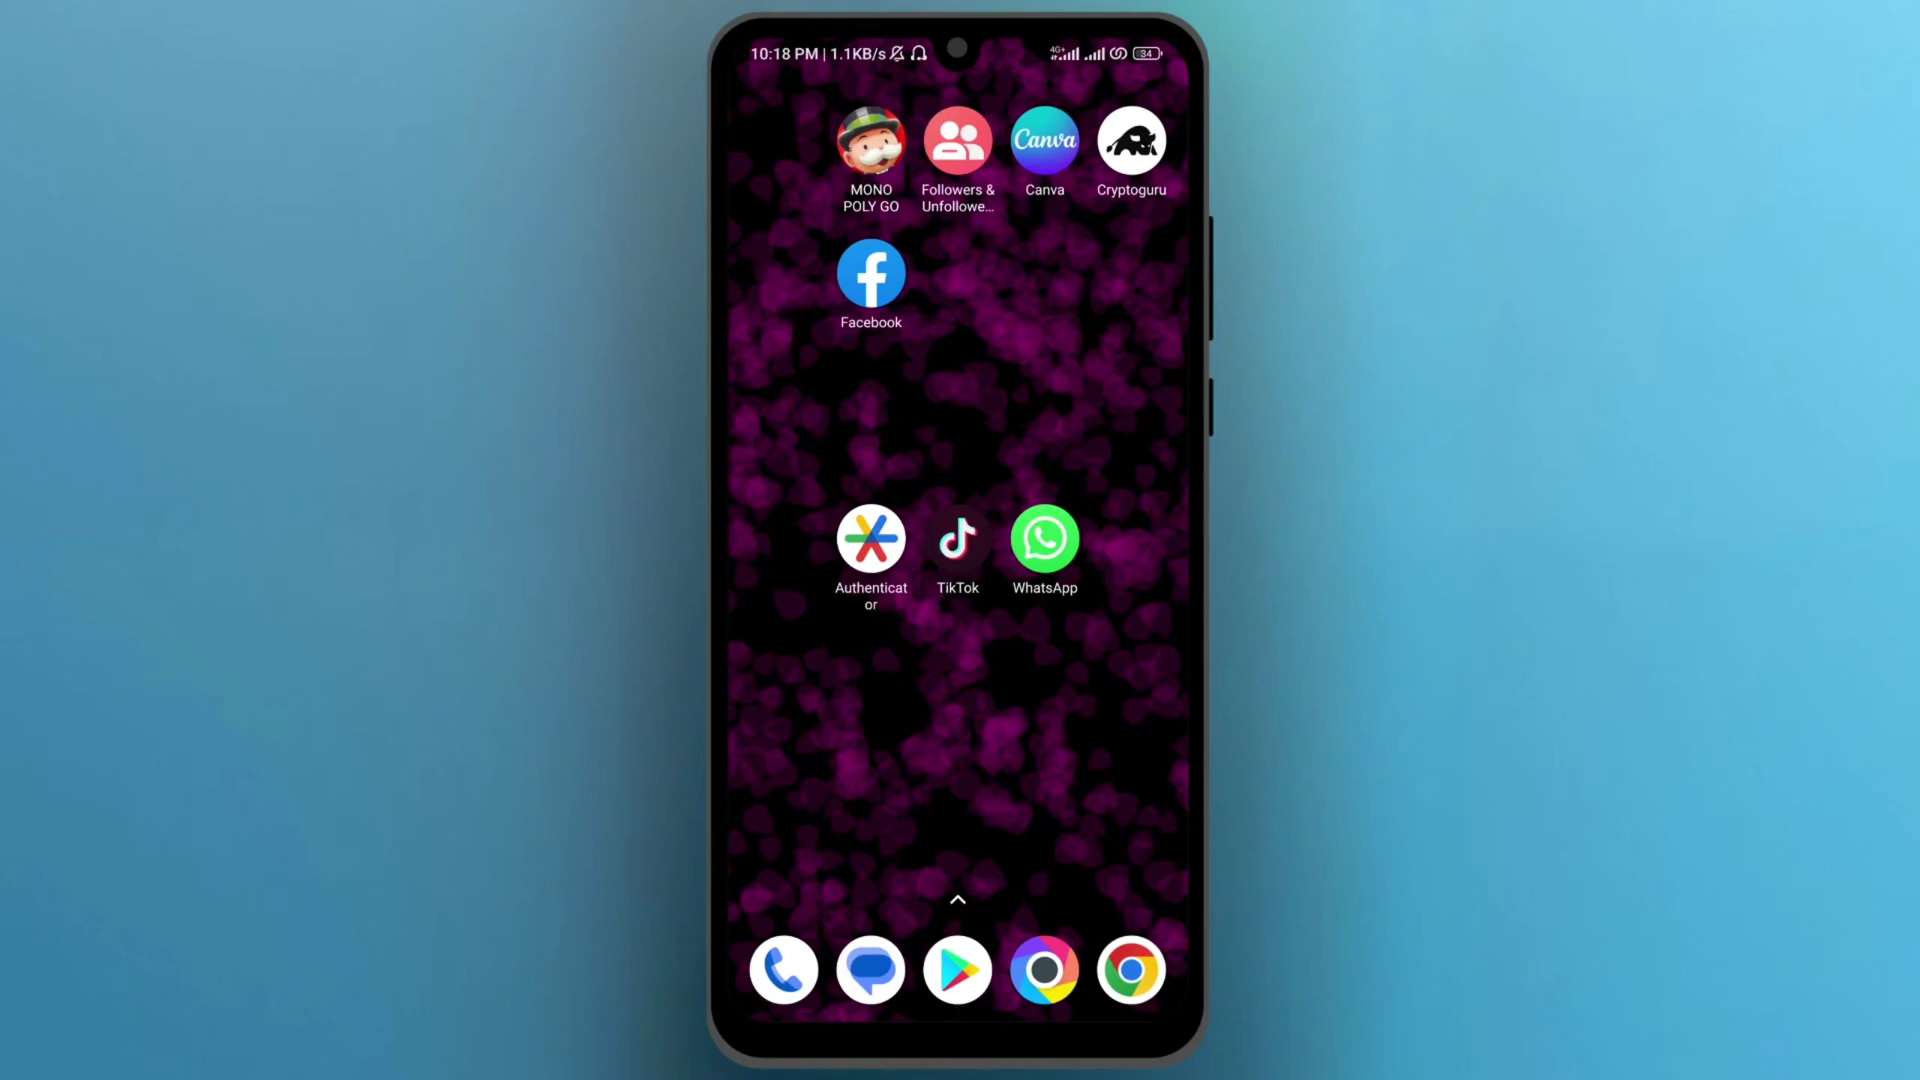 10:18 PM | 1.1KB/s 4G+ 34
Canva
MONO
POLY GO
Followers &
Unfollowe...
Canva
Cryptoguru
Facebook
Authenticat
or
TikTok
WhatsApp